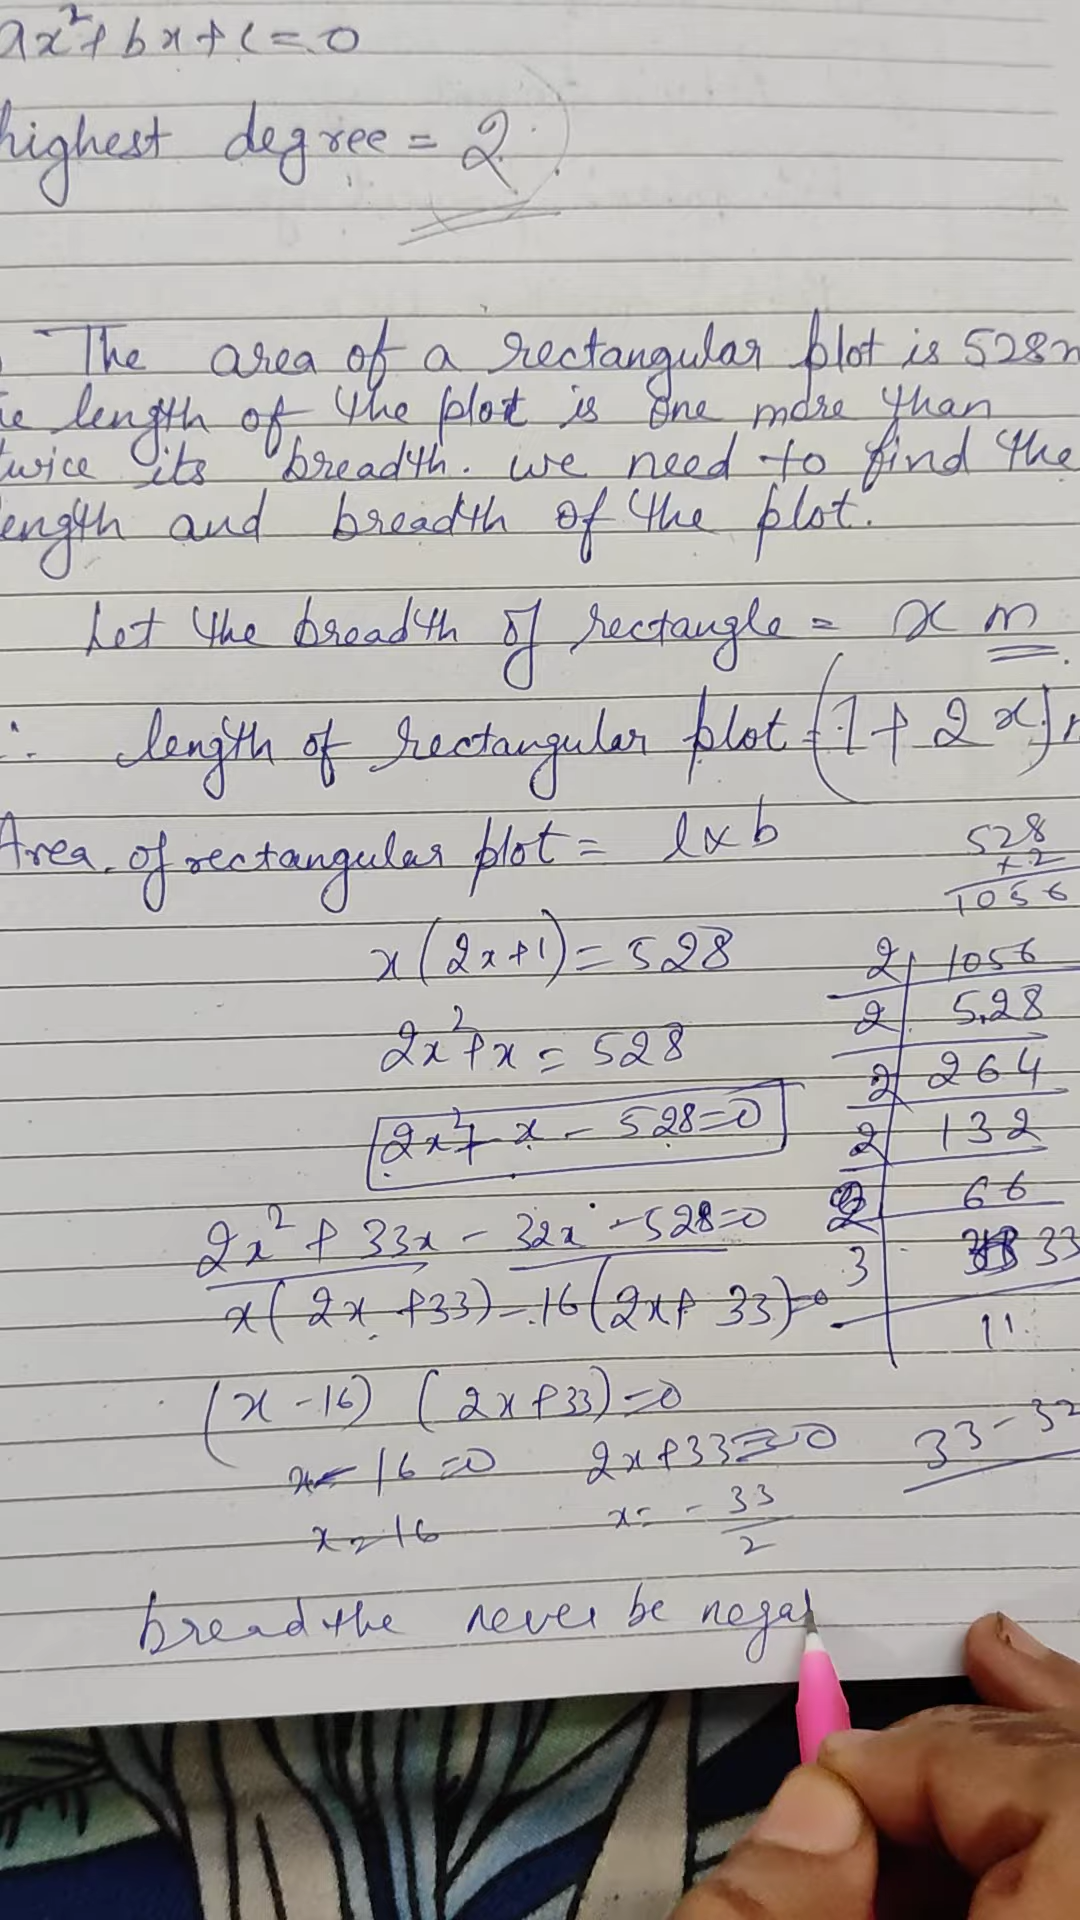 ax²+bx+c=0
highest degree = 2
The area of a rectangular plot is 528m
length of the plot is one more than
twice its breadth. we need to find the
length and breadth of the plot.
Let the breadth of rectangle = x m
∴ length of rectangular plot = (1+2x)
Area of rectangular plot = l×b
528
×2
1056
x(2x+1)=528
2 1056
2x²+x=528
2 528
2 264
2x²+x-528=0
2 132
2 66
2x²+33x-32x-528=0
3 33
x(2x+33)-16(2x+33)=0
11
(x-16) (2x+33)=0
x-16=0 2x+33=0
33-32
x=16 x=-33/2
breadthe never be negat